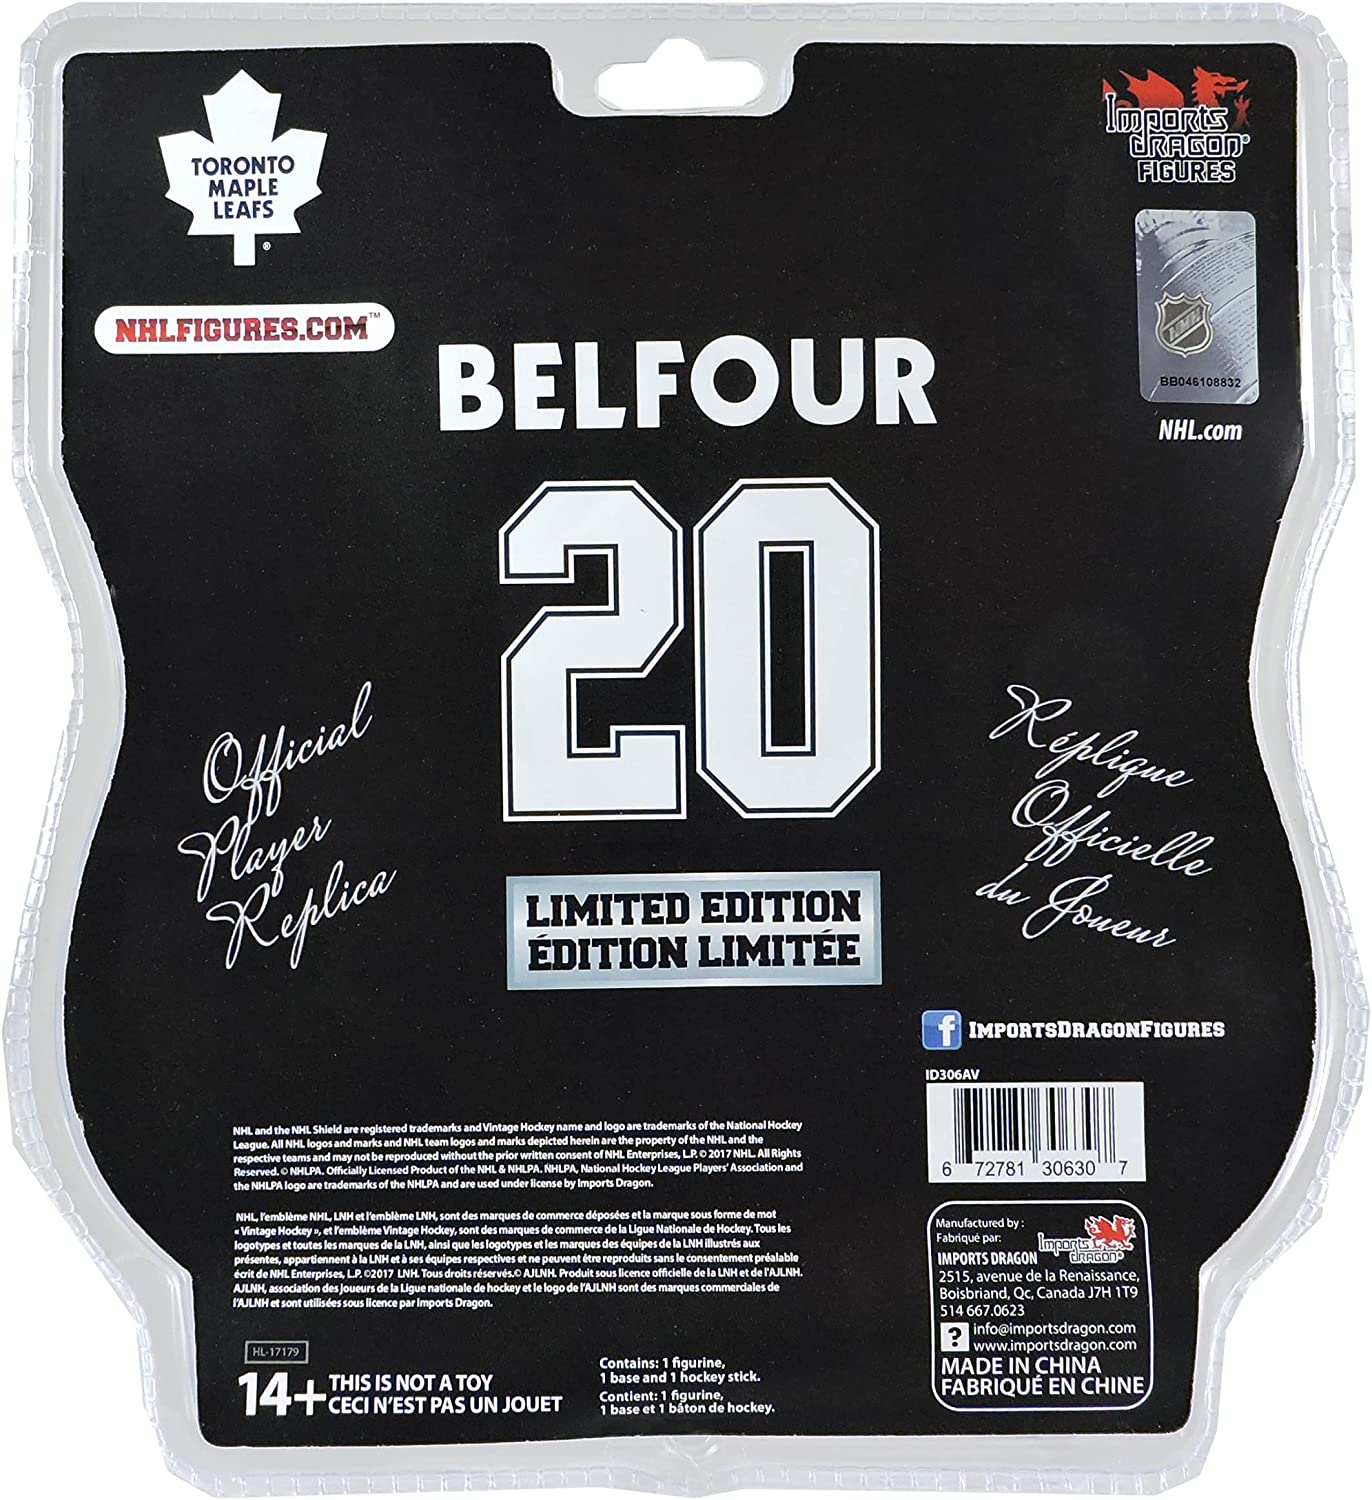 TORONTO
MAPLE
LEAFS
®
Imports
DRAGON®
FIGURES
NHLFIGURES.COM™
NHL
BB046108832
NHL.com
BELFOUR
20
Official
Player
Replica
Réplique
Officielle
du Joueur
LIMITED EDITION
ÉDITION LIMITÉE
f IMPORTSDRAGONFIGURES
ID306AV
6 72781 30630 7
NHL and the NHL Shield are registered trademarks and Vintage Hockey name and logo are trademarks of the National Hockey
League. All NHL logos and marks and NHL team logos and marks depicted herein are the property of the NHL and the
respective teams and may not be reproduced without the prior written consent of NHL Enterprises, L.P. © 2017 NHL. All Rights
Reserved. © NHLPA. Officially Licensed Product of the NHL & NHLPA. NHLPA, National Hockey League Players' Association and
the NHLPA logo are trademarks of the NHLPA and are used under license by Imports Dragon.
NHL, l'emblème NHL, LNH et l'emblème LNH, sont des marques de commerce déposées et la marque sous forme de mot
« Vintage Hockey », et l'emblème Vintage Hockey, sont des marques de commerce de la Ligue Nationale de Hockey. Tous les
logotypes et toutes les marques de la LNH, ainsi que les logotypes et les marques des équipes de la LNH illustrés aux
présentes, appartiennent à la LNH et à ses équipes respectives et ne peuvent être reproduits sans le consentement préalable
écrit de NHL Enterprises, L.P. ©2017 LNH. Tous droits réservés.© AJLNH. Produit sous licence officielle de la LNH et de l'AJLNH.
AJLNH, association des joueurs de la Ligue nationale de hockey et le logo de l'AJLNH sont des marques commerciales de
l'AJLNH et sont utilisées sous licence par Imports Dragon.
Manufactured by :
Fabriqué par:
Imports
dragon
IMPORTS DRAGON
2515, avenue de la Renaissance,
Boisbriand, Qc, Canada J7H 1T9
514 667.0623
? info@importsdragon.com
www.importsdragon.com
MADE IN CHINA
FABRIQUÉ EN CHINE
HL-17179
14+ THIS IS NOT A TOY
CECI N'EST PAS UN JOUET
Contains: 1 figurine,
1 base and 1 hockey stick.
Contient: 1 figurine,
1 base et 1 bâton de hockey.